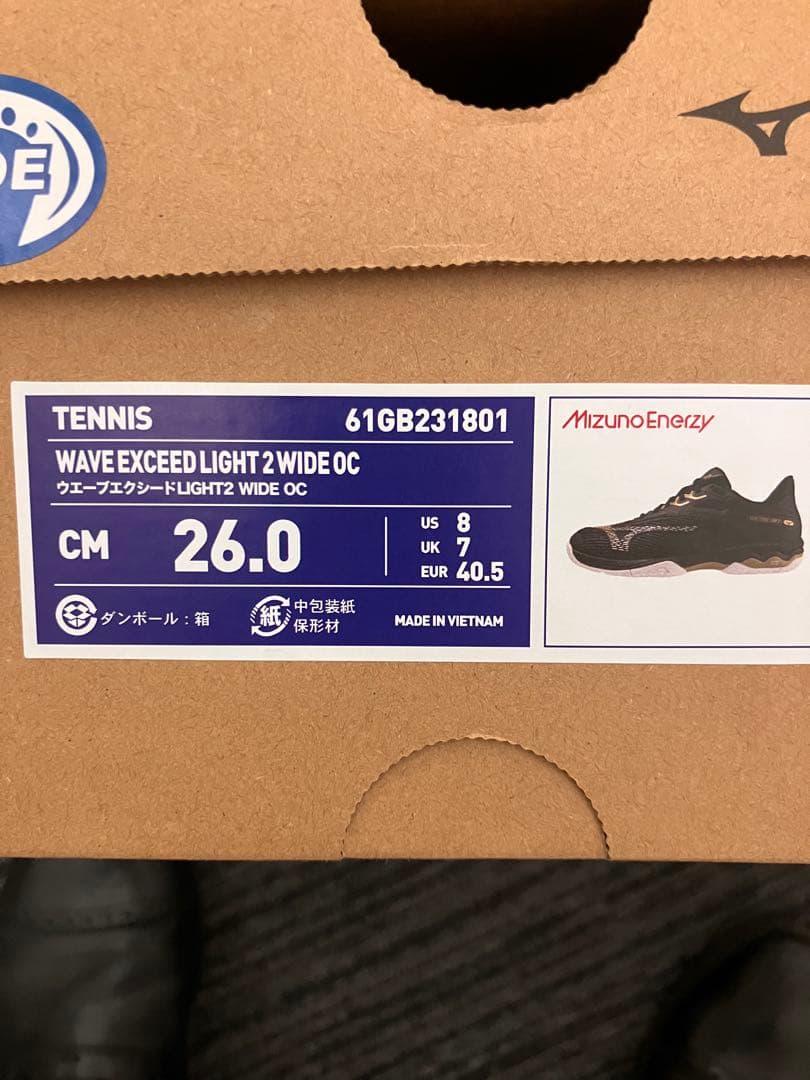 TENNIS 61GB231801
WAVE EXCEED LIGHT 2 WIDE OC
ウエーブエクシードLIGHT2 WIDE OC
CM 26.0
US 8
UK 7
EUR 40.5
ダンボール：箱
紙 中包装紙
保形材
MADE IN VIETNAM
MizunoEnerzy